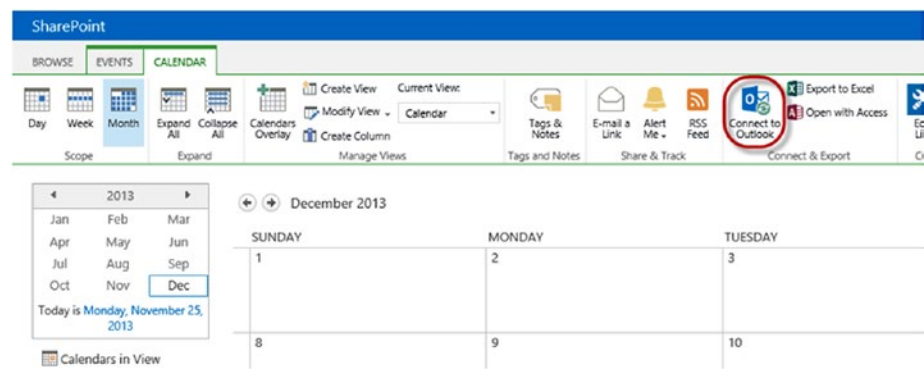 SharePoint
BROWSE EVENTS CALENDAR
Day Week Month Expand All Collapse All Calendars Overlay Create View Modify View Create Column Current View: Calendar Tags & Notes E-mail a Link Alert Me RSS Feed Connect to Outlook Export to Excel Open with Access
Scope Expand Manage Views Tags and Notes Share & Track Connect & Export
2013
Jan Feb Mar
Apr May Jun
Jul Aug Sep
Oct Nov Dec
Today is Monday, November 25,
2013
Calendars in View
December 2013
SUNDAY MONDAY TUESDAY
1 2 3
8 9 10